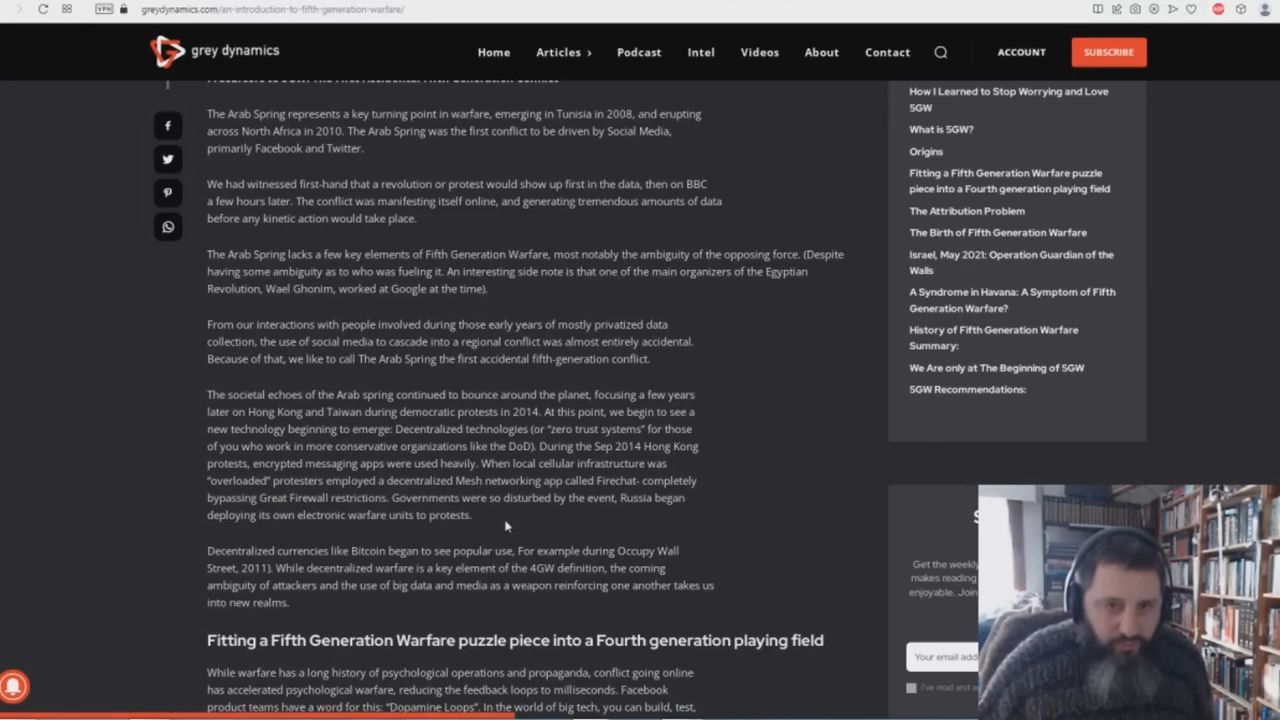 VPN
greydynamics.com/an-introduction-to-fifth-generation-warfare/
grey dynamics
Home
Articles
Podcast
Intel
Videos
About
Contact
ACCOUNT
SUBSCRIBE
The Arab Spring represents a key turning point in warfare, emerging in Tunisia in 2008, and erupting
across North Africa in 2010. The Arab Spring was the first conflict to be driven by Social Media,
primarily Facebook and Twitter.
We had witnessed first-hand that a revolution or protest would show up first in the data, then on BBC
a few hours later. The conflict was manifesting itself online, and generating tremendous amounts of data
before any kinetic action would take place.
The Arab Spring lacks a few key elements of Fifth Generation Warfare, most notably the ambiguity of the opposing force. (Despite
having some ambiguity as to who was fueling it. An interesting side note is that one of the main organizers of the Egyptian
Revolution, Wael Ghonim, worked at Google at the time).
From our interactions with people involved during those early years of mostly privatized data
collection, the use of social media to cascade into a regional conflict was almost entirely accidental.
Because of that, we like to call The Arab Spring the first accidental fifth-generation conflict.
The societal echoes of the Arab spring continued to bounce around the planet, focusing a few years
later on Hong Kong and Taiwan during democratic protests in 2014. At this point, we begin to see a
new technology beginning to emerge: Decentralized technologies (or “zero trust systems” for those
of you who work in more conservative organizations like the DoD). During the Sep 2014 Hong Kong
protests, encrypted messaging apps were used heavily. When local cellular infrastructure was
“overloaded” protesters employed a decentralized Mesh networking app called Firechat- completely
bypassing Great Firewall restrictions. Governments were so disturbed by the event, Russia began
deploying its own electronic warfare units to protests.
Decentralized currencies like Bitcoin began to see popular use, For example during Occupy Wall
Street, 2011). While decentralized warfare is a key element of the 4GW definition, the coming
ambiguity of attackers and the use of big data and media as a weapon reinforcing one another takes us
into new realms.
Fitting a Fifth Generation Warfare puzzle piece into a Fourth generation playing field
While warfare has a long history of psychological operations and propaganda, conflict going online
has accelerated psychological warfare, reducing the feedback loops to milliseconds. Facebook
product teams have a word for this: “Dopamine Loops”. In the world of big tech, you can build, test,
How I Learned to Stop Worrying and Love
5GW
What is 5GW?
Origins
Fitting a Fifth Generation Warfare puzzle
piece into a Fourth generation playing field
The Attribution Problem
The Birth of Fifth Generation Warfare
Israel, May 2021: Operation Guardian of the
Walls
A Syndrome in Havana: A Symptom of Fifth
Generation Warfare?
History of Fifth Generation Warfare
Summary:
We Are only at The Beginning of 5GW
5GW Recommendations:
Get the weekly
makes reading
enjoyable. Join
Your email add
I've read and a